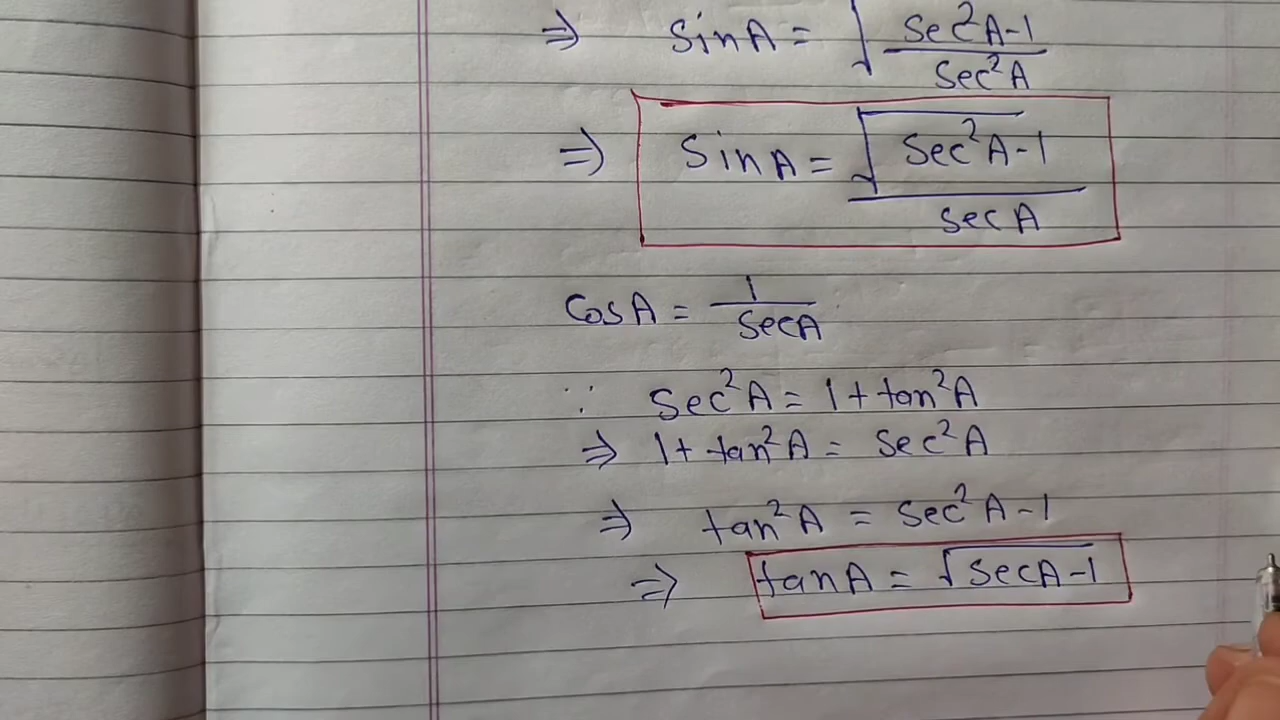 ⇒ sinA = √(sec²A-1 / sec²A)
⇒ sinA = √(sec²A-1) / secA
cosA = 1/secA
∵ sec²A = 1 + tan²A
⇒ 1 + tan²A = sec²A
⇒ tan²A = sec²A-1
⇒ tanA = √(secA-1)